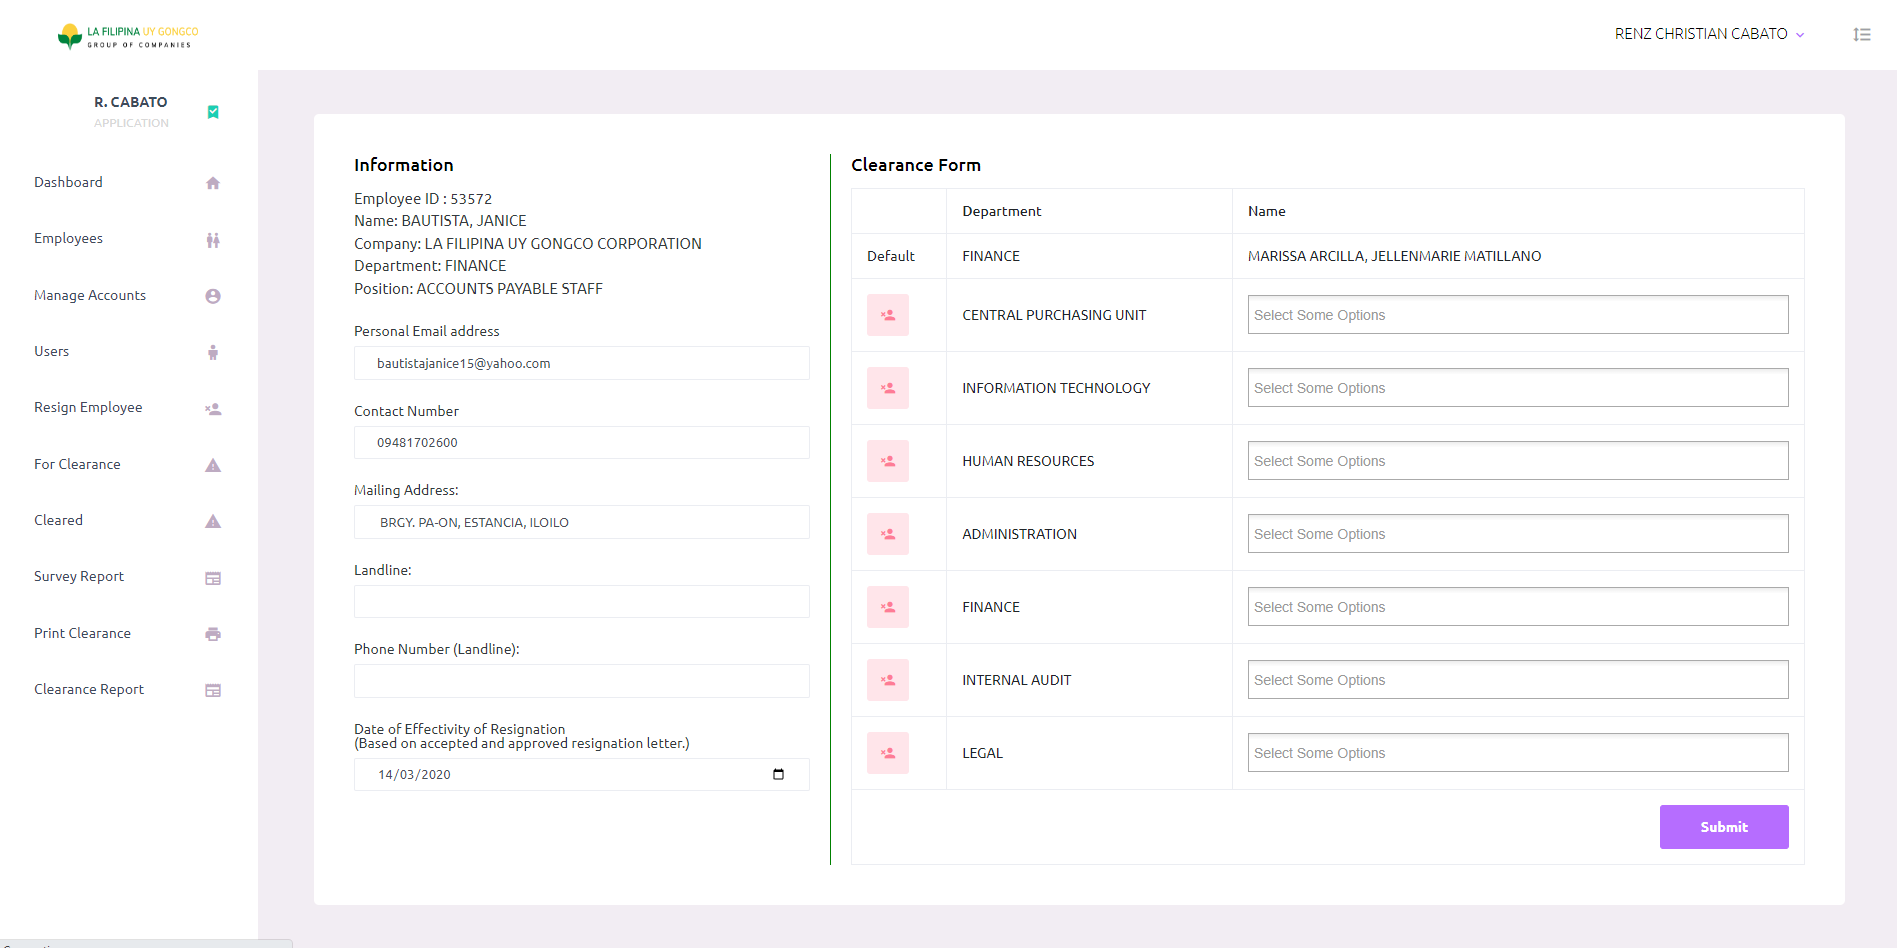 LA FILIPINA UY GONGCO
GROUP OF COMPANIES
RENZ CHRISTIAN CABATO
R. CABATO
APPLICATION
Dashboard
Employees
Manage Accounts
Users
Resign Employee
For Clearance
Cleared
Survey Report
Print Clearance
Clearance Report
Information
Employee ID : 53572
Name: BAUTISTA, JANICE
Company: LA FILIPINA UY GONGCO CORPORATION
Department: FINANCE
Position: ACCOUNTS PAYABLE STAFF
Personal Email address
bautistajanice15@yahoo.com
Contact Number
09481702600
Mailing Address:
BRGY. PA-ON, ESTANCIA, ILOILO
Landline:
Phone Number (Landline):
Date of Effectivity of Resignation
(Based on accepted and approved resignation letter.)
14/03/2020
Clearance Form
Department Name
Default FINANCE MARISSA ARCILLA, JELLENMARIE MATILLANO
CENTRAL PURCHASING UNIT Select Some Options
INFORMATION TECHNOLOGY Select Some Options
HUMAN RESOURCES Select Some Options
ADMINISTRATION Select Some Options
FINANCE Select Some Options
INTERNAL AUDIT Select Some Options
LEGAL Select Some Options
Submit